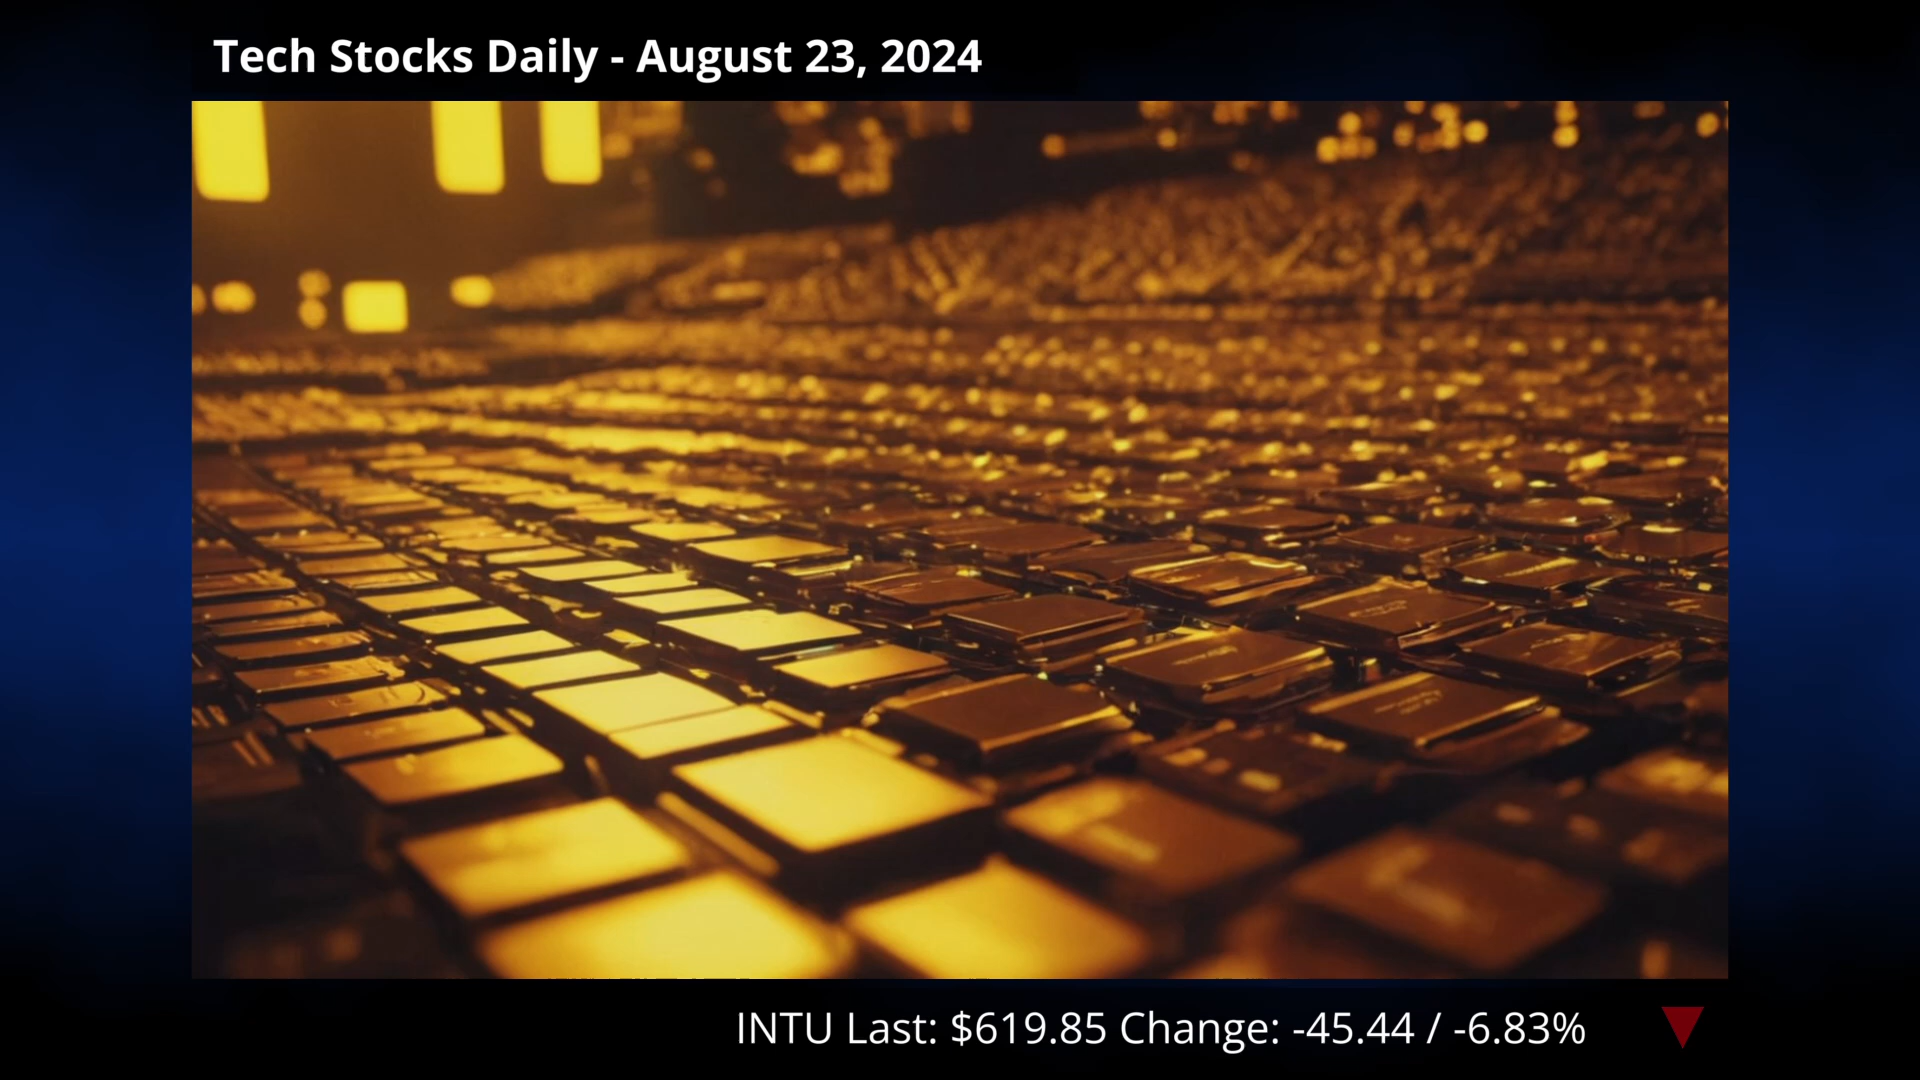 Tech Stocks Daily - August 23, 2024
INTU Last: $619.85 Change: -45.44 / -6.83%